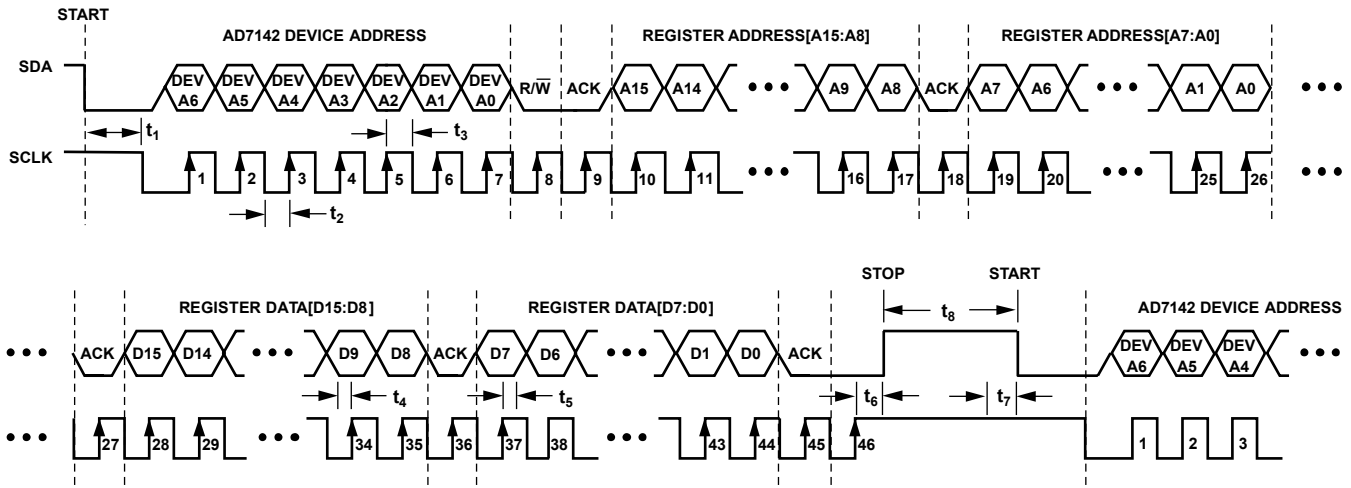 START
AD7142 DEVICE ADDRESS REGISTER ADDRESS[A15:A8] REGISTER ADDRESS[A7:A0]
SDA DEV A6 DEV A5 DEV A4 DEV A3 DEV A2 DEV A1 DEV A0 R/W̅ ACK A15 A14 A9 A8 ACK A7 A6 A1 A0
t1 t3
SCLK 1 2 3 4 5 6 7 8 9 10 11 16 17 18 19 20 25 26
t2
STOP START
REGISTER DATA[D15:D8] REGISTER DATA[D7:D0] t8 AD7142 DEVICE ADDRESS
ACK D15 D14 D9 D8 ACK D7 D6 D1 D0 ACK DEV A6 DEV A5 DEV A4
t4 t5 t6 t7
27 28 29 34 35 36 37 38 43 44 45 46 1 2 3